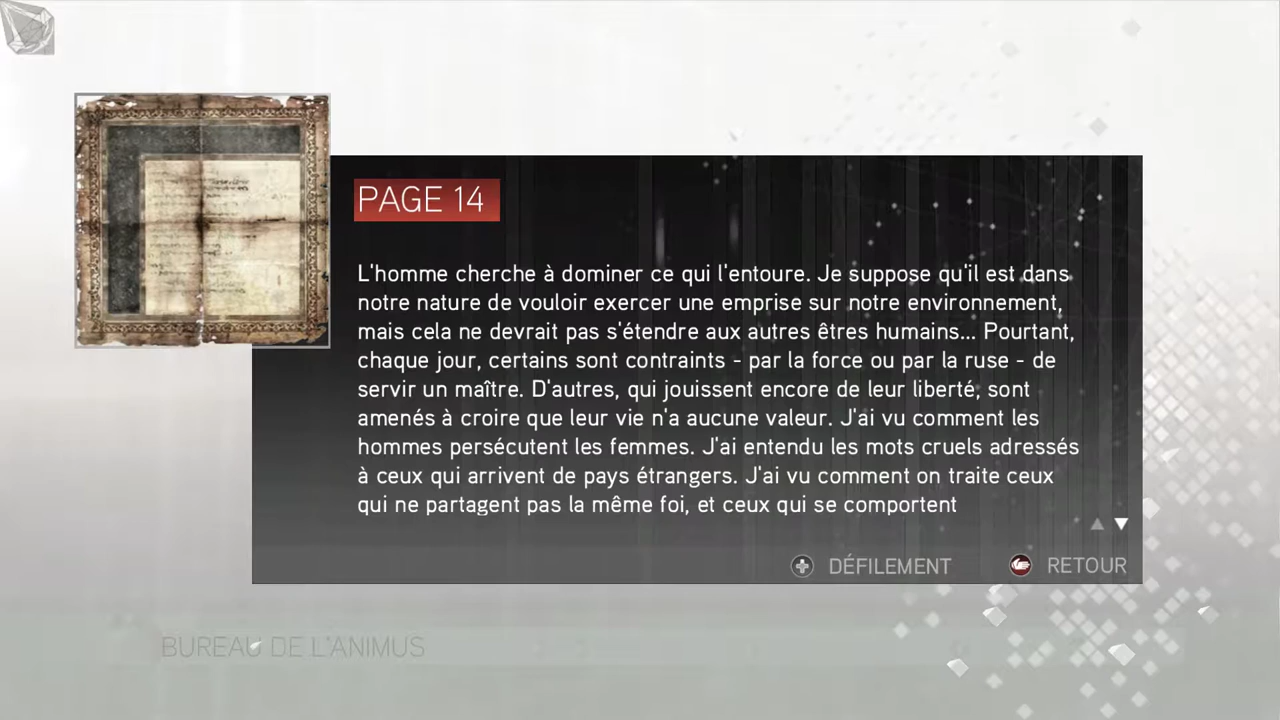 PAGE 14
L'homme cherche à dominer ce qui l'entoure. Je suppose qu'il est dans
notre nature de vouloir exercer une emprise sur notre environnement,
mais cela ne devrait pas s'étendre aux autres êtres humains... Pourtant,
chaque jour, certains sont contraints - par la force ou par la ruse - de
servir un maître. D'autres, qui jouissent encore de leur liberté, sont
amenés à croire que leur vie n'a aucune valeur. J'ai vu comment les
hommes persécutent les femmes. J'ai entendu les mots cruels adressés
à ceux qui arrivent de pays étrangers. J'ai vu comment on traite ceux
qui ne partagent pas la même foi, et ceux qui se comportent
DÉFILEMENT RETOUR
BUREAU DE L'ANIMUS